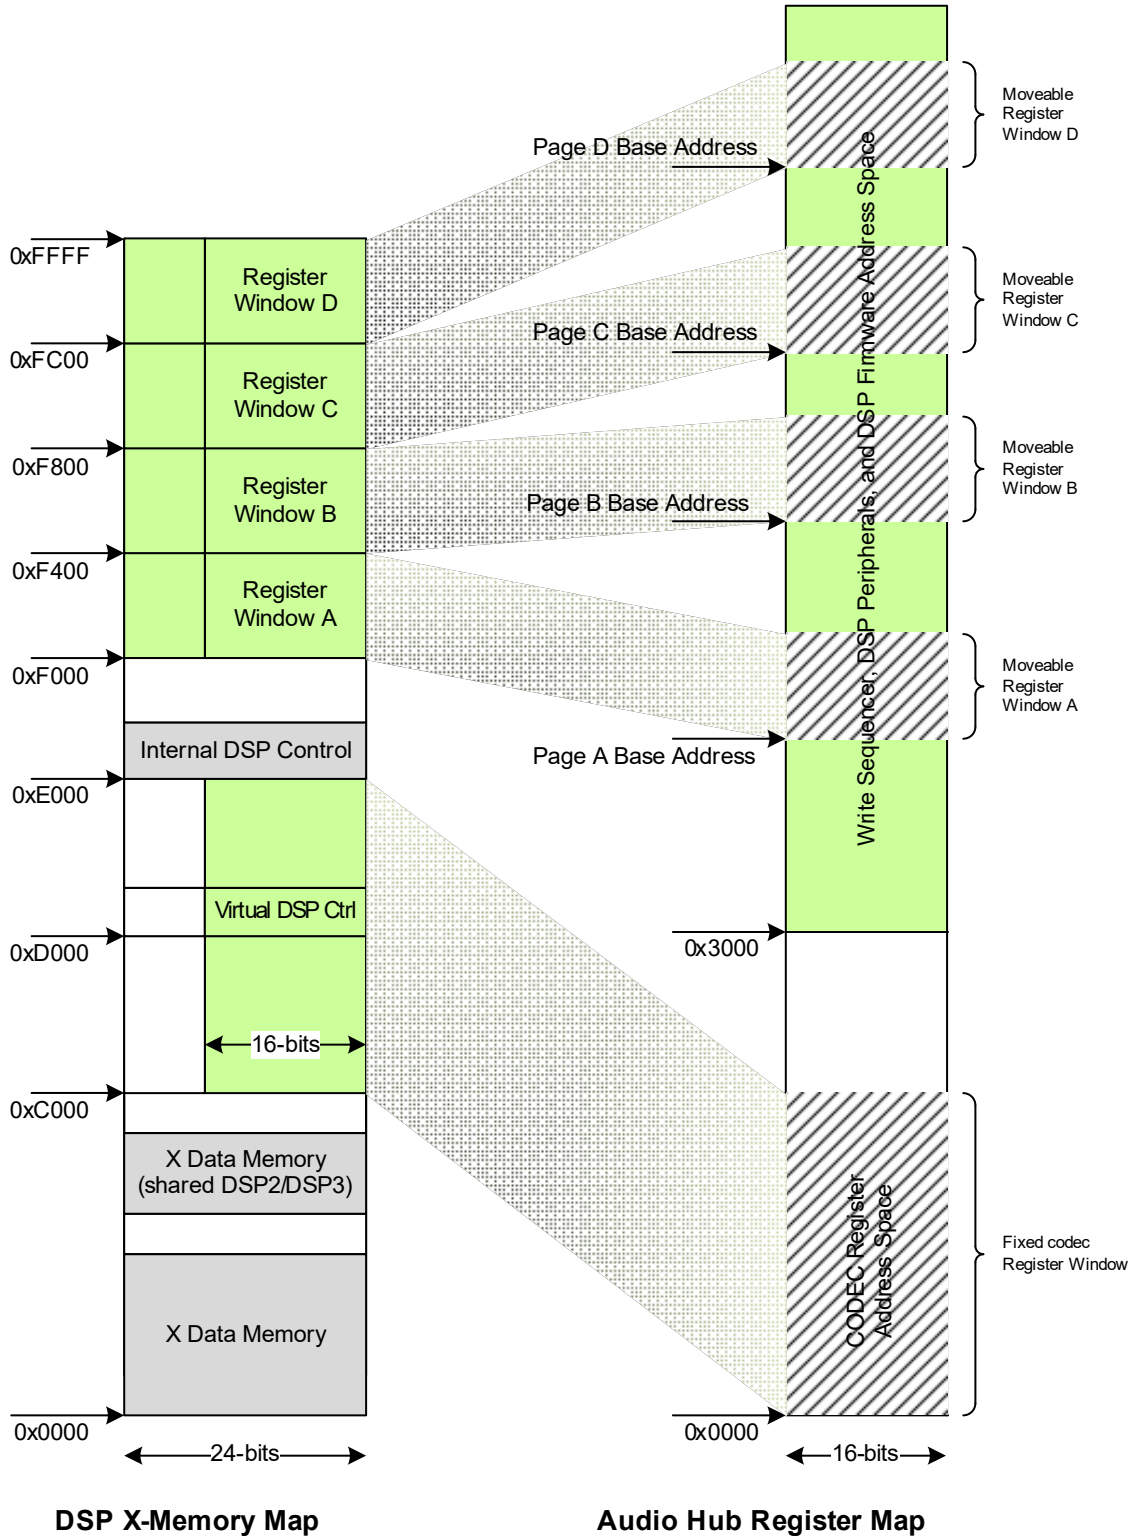 Moveable
Register
Window D
Page D Base Address
0xFFFF
Register
Window D
Moveable
Register
Window C
Page C Base Address
0xFC00
Register
Window C
0xF800
Moveable
Register
Window B
Register
Window B
Page B Base Address
0xF400
Register
Window A
Moveable
Register
Window A
0xF000
Internal DSP Control
Page A Base Address
0xE000
Write Sequencer, DSP Peripherals, and DSP Firmware Address Space
Virtual DSP Ctrl
0xD000
0x3000
16-bits
0xC000
X Data Memory
(shared DSP2/DSP3)
CODEC Register
Address Space
Fixed codec
Register Window
X Data Memory
0x0000
0x0000
24-bits
16-bits
DSP X-Memory Map
Audio Hub Register Map